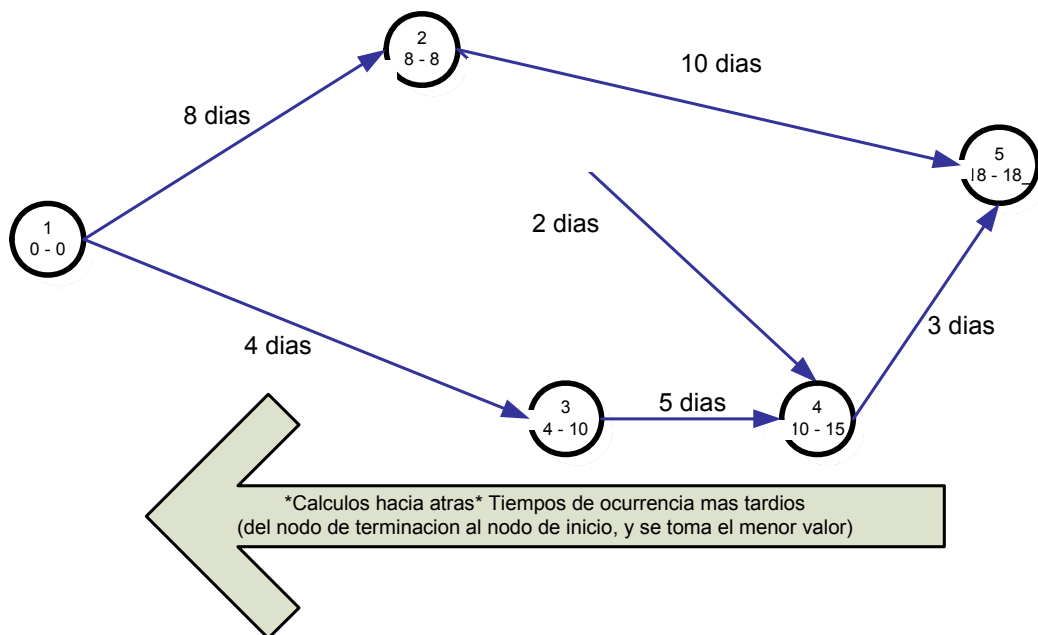 2
8 - 8
10 dias
8 dias
5
18 - 18
1
0 - 0
2 dias
3 dias
4 dias
3
4 - 10
5 dias
4
10 - 15
*Calculos hacia atras* Tiempos de ocurrencia mas tardios
(del nodo de terminacion al nodo de inicio, y se toma el menor valor)